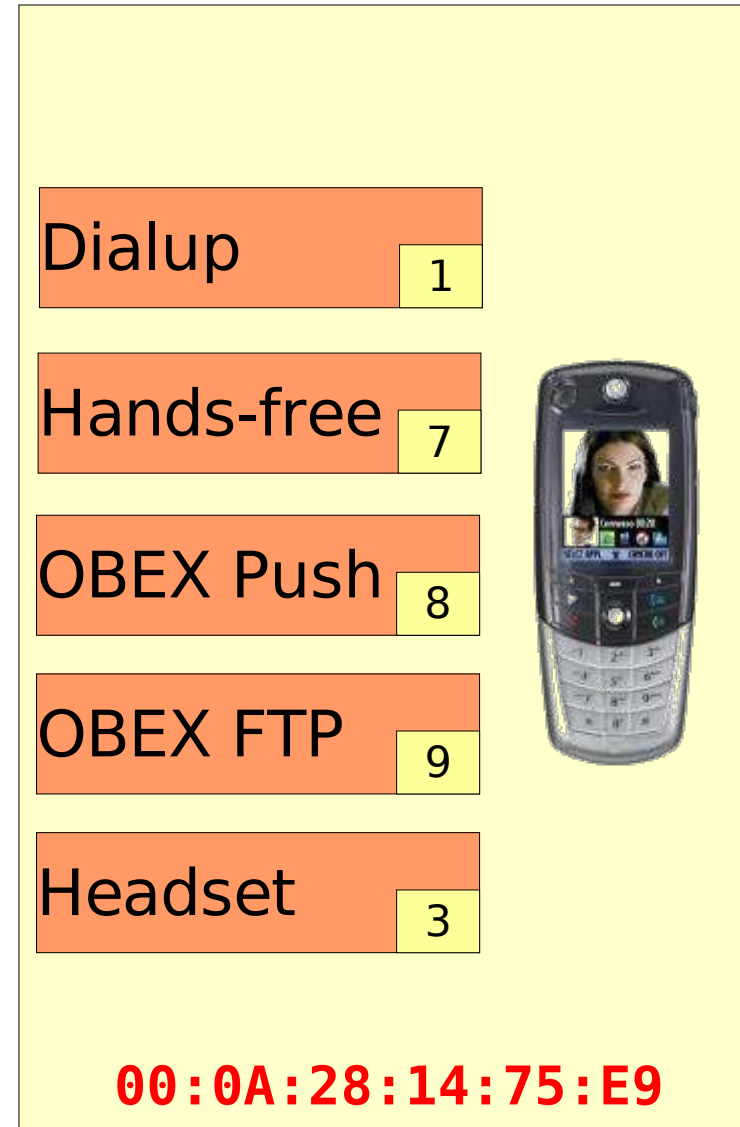 Dialup
1
Hands-free
7
OBEX Push
8
OBEX FTP
9
Headset
3
00:0A:28:14:75:E9